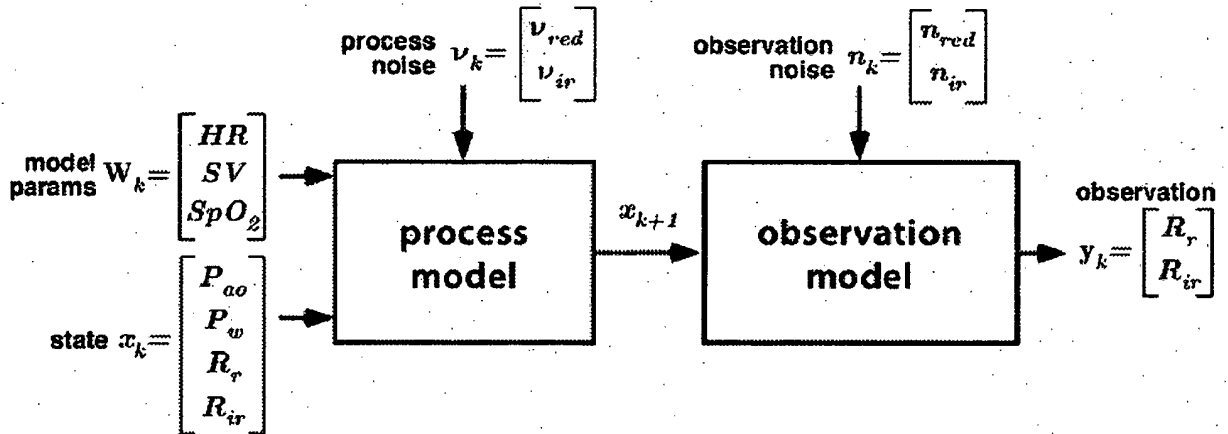 process noise ν_k = [ν_red ν_ir]
observation noise n_k = [n_red n_ir]
model params W_k = [HR SV SpO_2]
state x_k = [P_ao P_w R_r R_ir]
process model
x_k+1
observation model
observation y_k = [R_r R_ir]